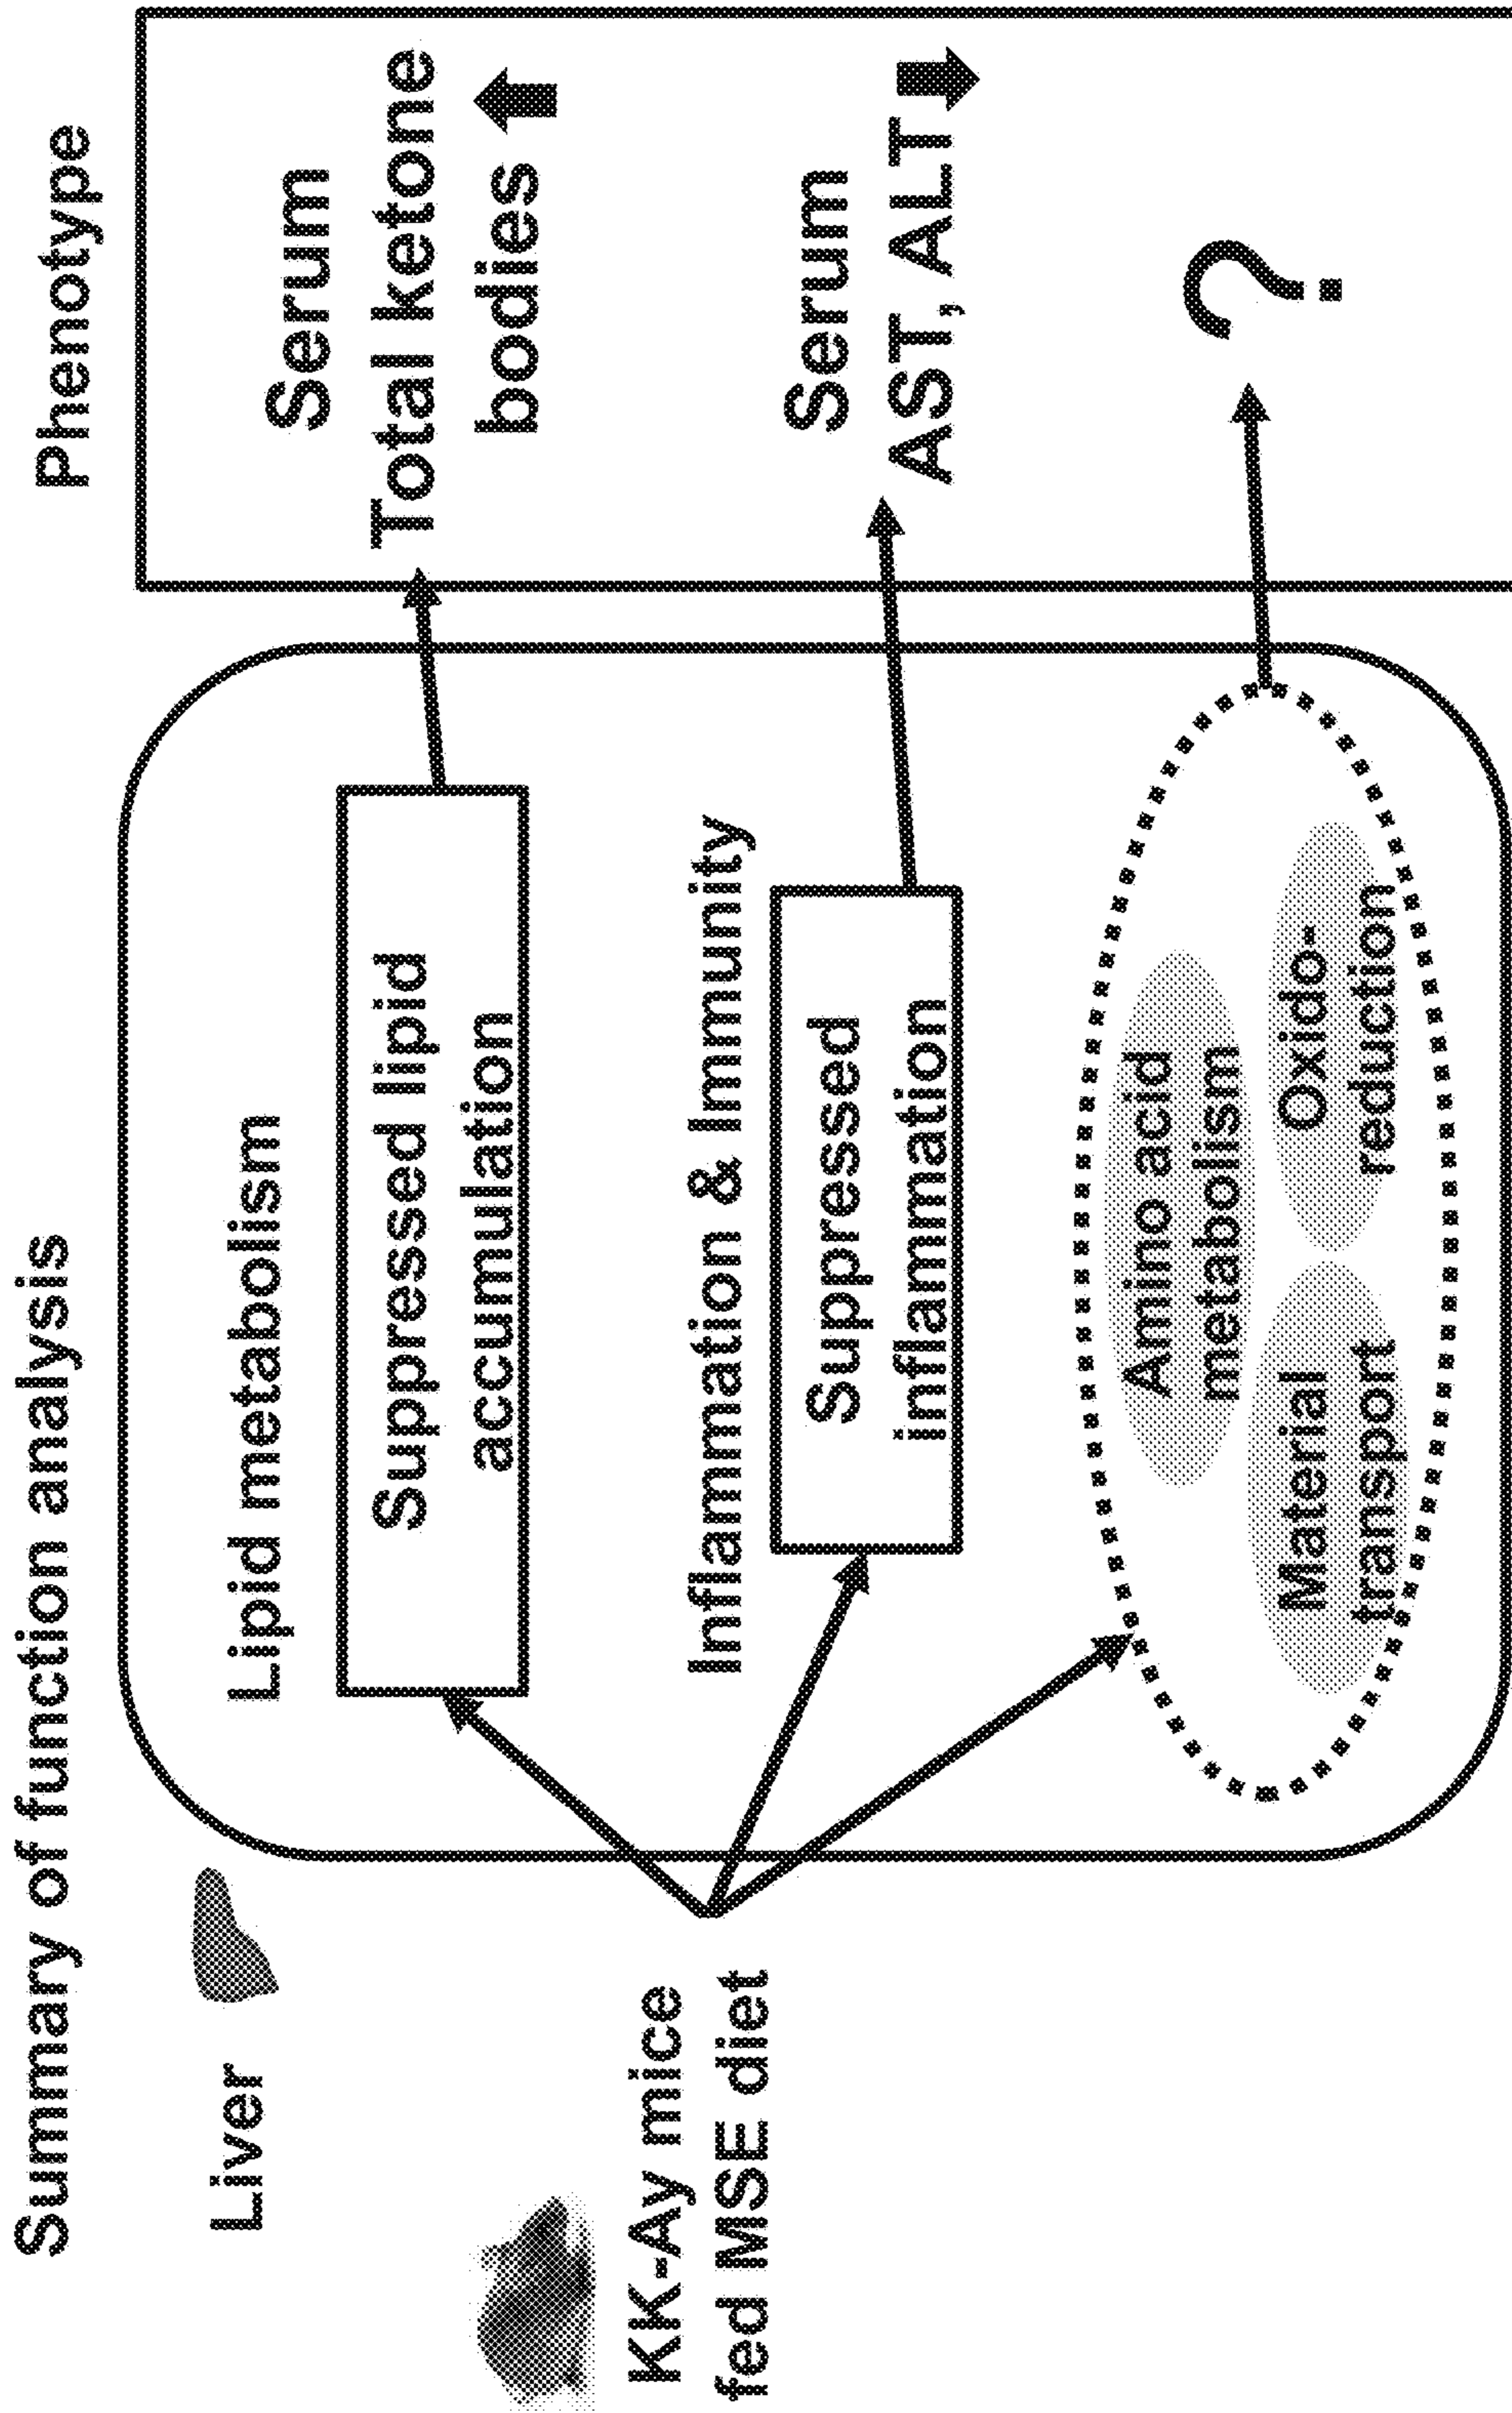 Summary of function analysis
Liver
KK-Ay mice
fed MSE diet
Lipid metabolism
Suppressed lipid
accumulation
Inflammation & Immunity
Suppressed
inflammation
Amino acid
metabolism
Material
transport
Oxido-
reduction
Phenotype
Serum
Total ketone
bodies
Serum
AST, ALT
?